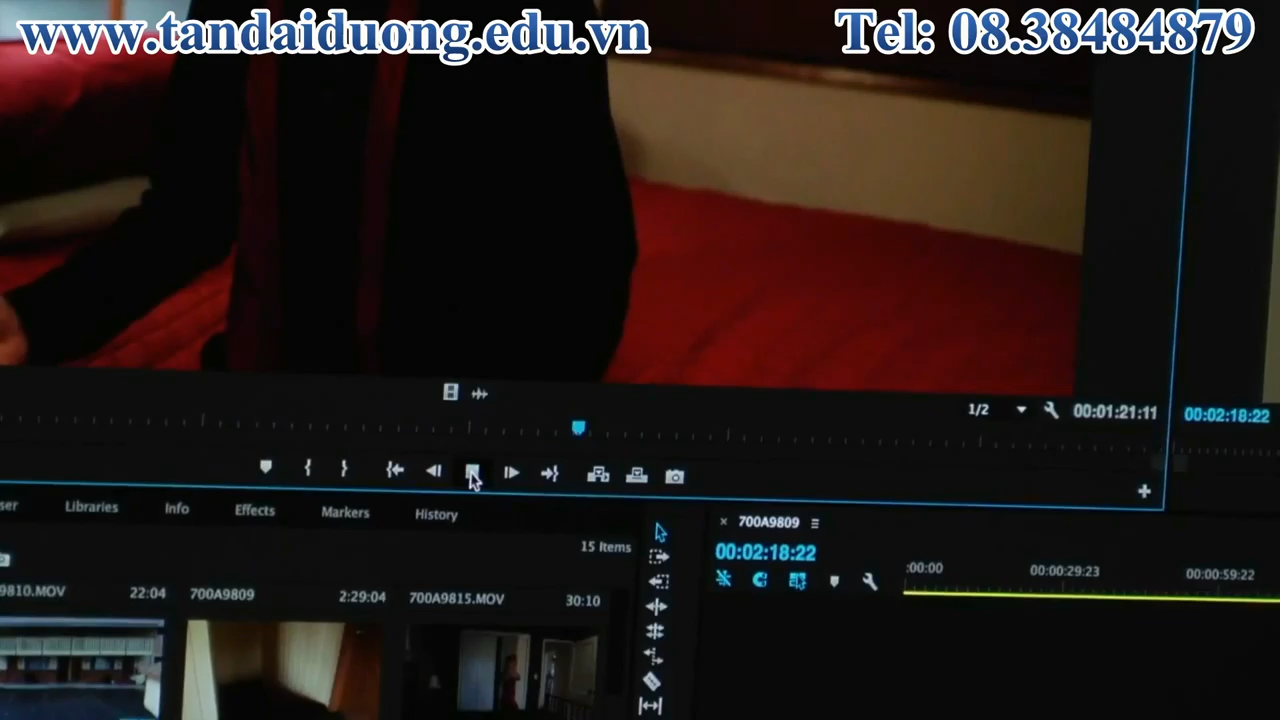 www.tandaiduong.edu.vn
Tel: 08.38484879
1/2
00:01:21:11
00:02:18:22
Libraries
Info
Effects
Markers
History
15 Items
700A9809
00:02:18:22
:00:00
00:00:29:23
00:00:59:22
9810.MOV
22:04
700A9809
2:29:04
700A9815.MOV
30:10